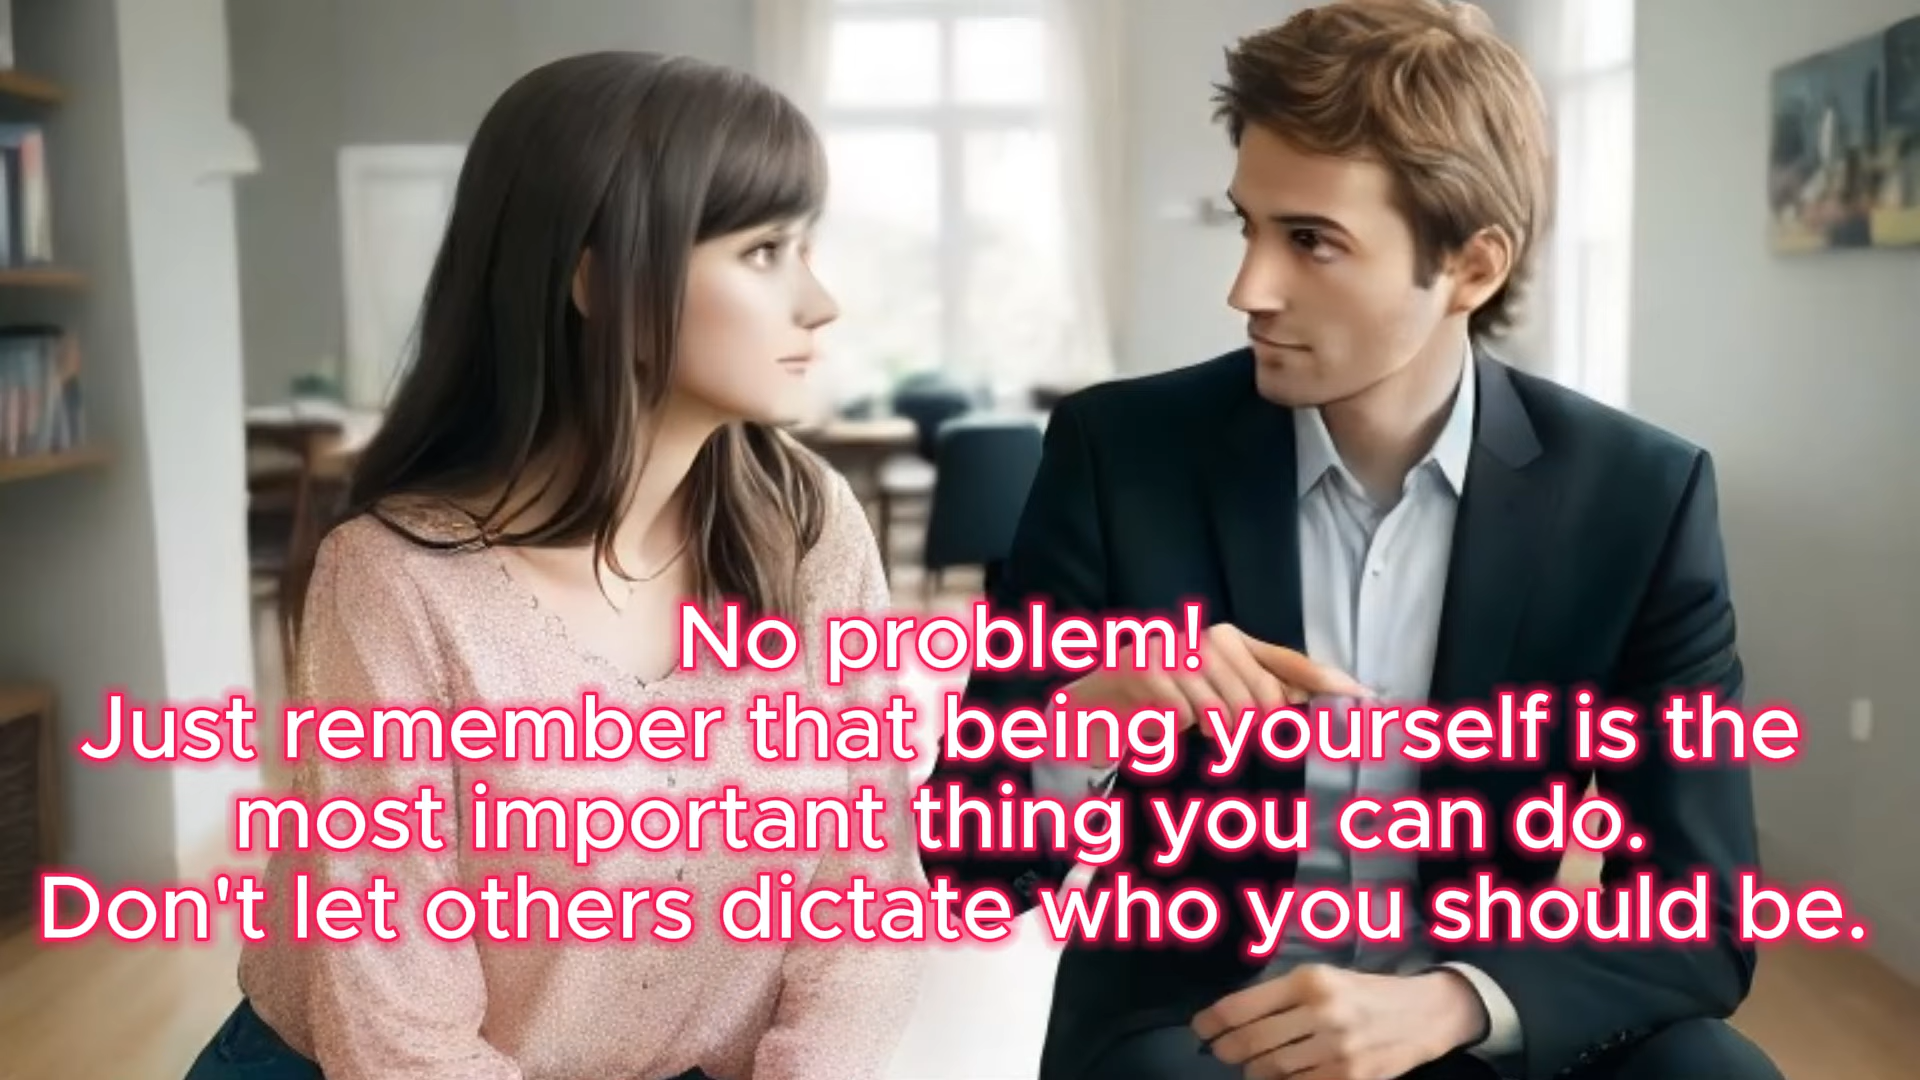 No problem!
Just remember that being yourself is the
most important thing you can do.
Don't let others dictate who you should be.